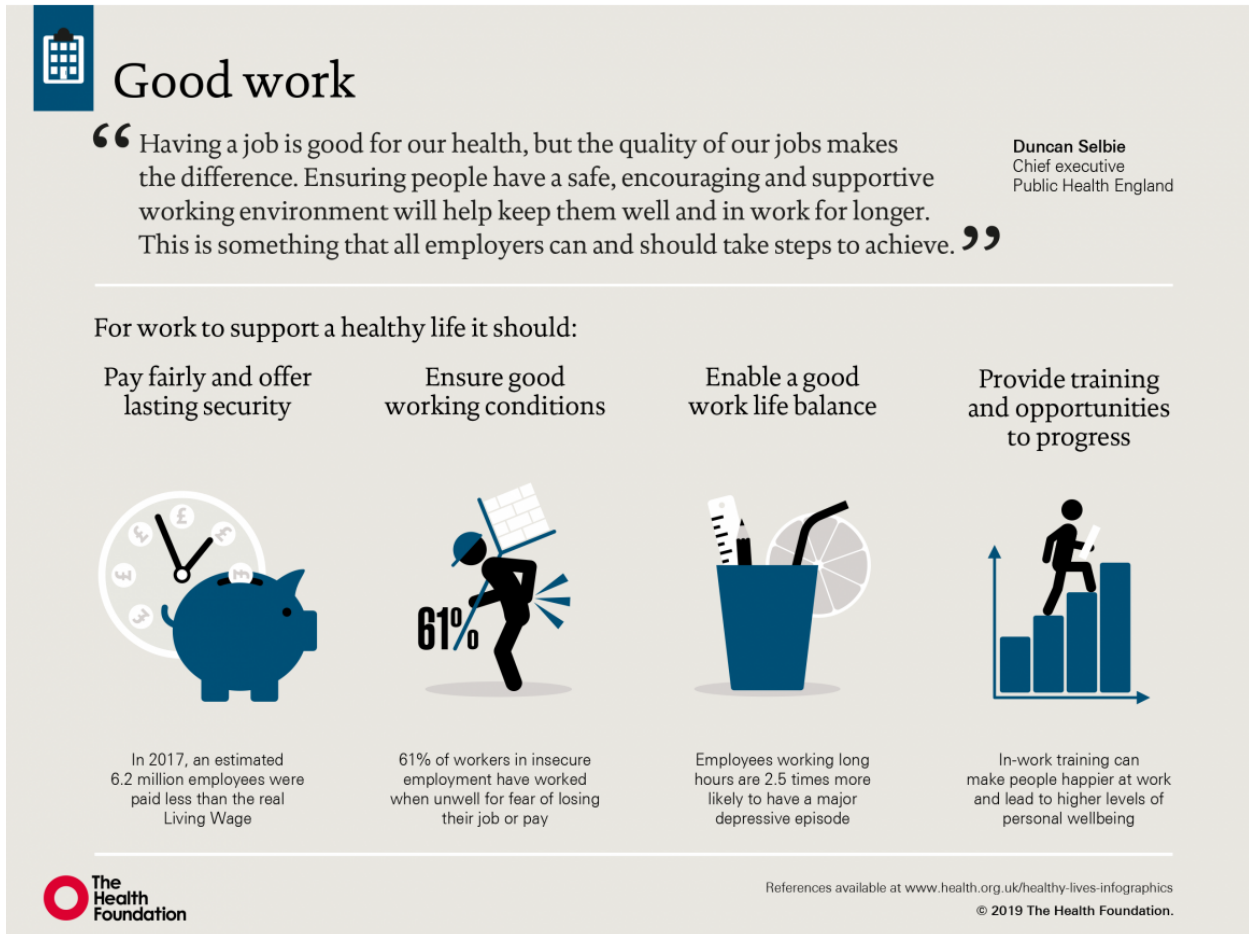 Good work
“ Having a job is good for our health, but the quality of our jobs makes
the difference. Ensuring people have a safe, encouraging and supportive
working environment will help keep them well and in work for longer.
This is something that all employers can and should take steps to achieve. ”
Duncan Selbie
Chief executive
Public Health England
For work to support a healthy life it should:
Pay fairly and offer
lasting security
Ensure good
working conditions
Enable a good
work life balance
Provide training
and opportunities
to progress
£
£
£
£
£
£
61%
In 2017, an estimated
6.2 million employees were
paid less than the real
Living Wage
61% of workers in insecure
employment have worked
when unwell for fear of losing
their job or pay
Employees working long
hours are 2.5 times more
likely to have a major
depressive episode
In-work training can
make people happier at work
and lead to higher levels of
personal wellbeing
The
Health
Foundation
References available at www.health.org.uk/healthy-lives-infographics
© 2019 The Health Foundation.